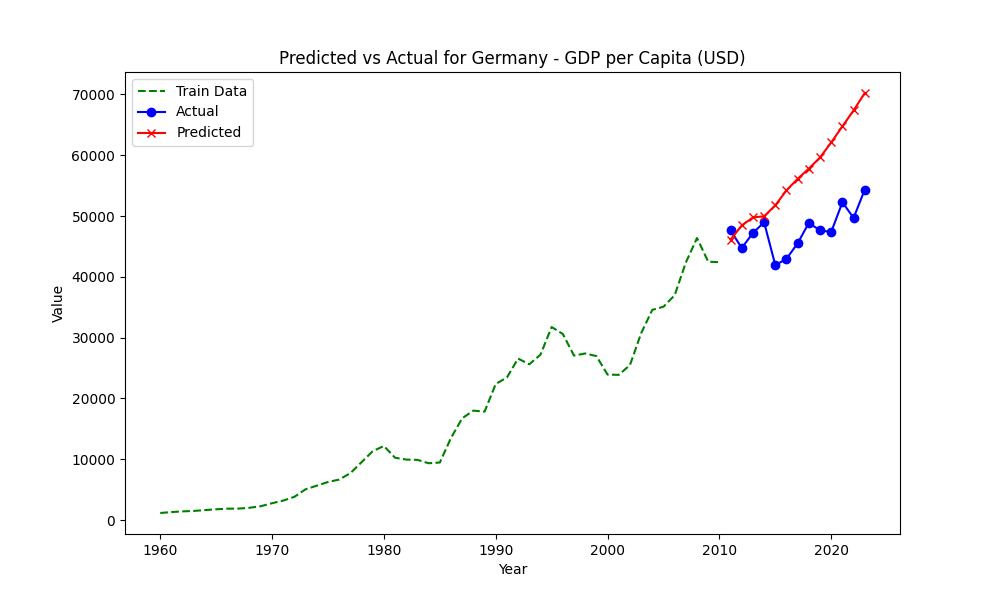 Predicted vs Actual for Germany - GDP per Capita (USD)
Train Data
Actual
Predicted
70000
60000
50000
40000
30000
20000
10000
0
Value
1960 1970 1980 1990 2000 2010 2020
Year